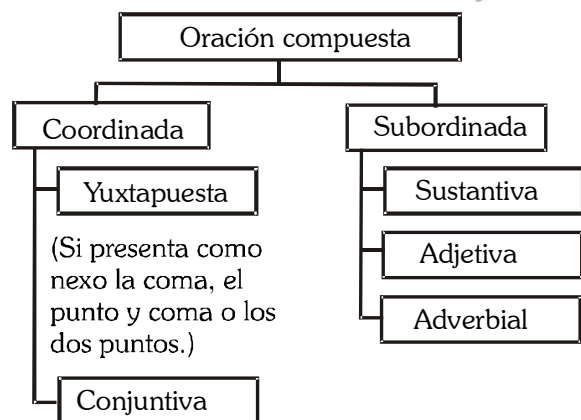 Oración compuesta
Coordinada
Yuxtapuesta
(Si presenta como
nexo la coma, el
punto y coma o los
dos puntos.)
Conjuntiva
Subordinada
Sustantiva
Adjetiva
Adverbial